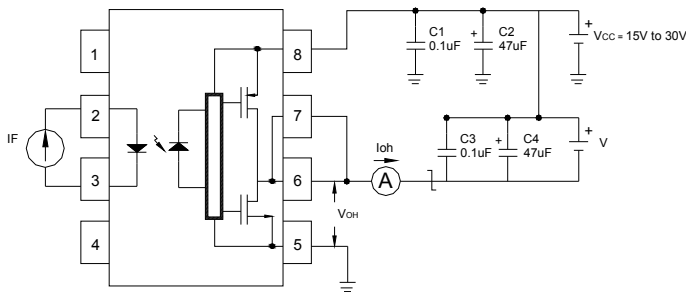 1
2
3
4
8
7
6
5
IF
VOH
Ioh
A
C1
0.1uF
+
C2
47uF
+
VCC = 15V to 30V
C3
0.1uF
+
C4
47uF
+
V